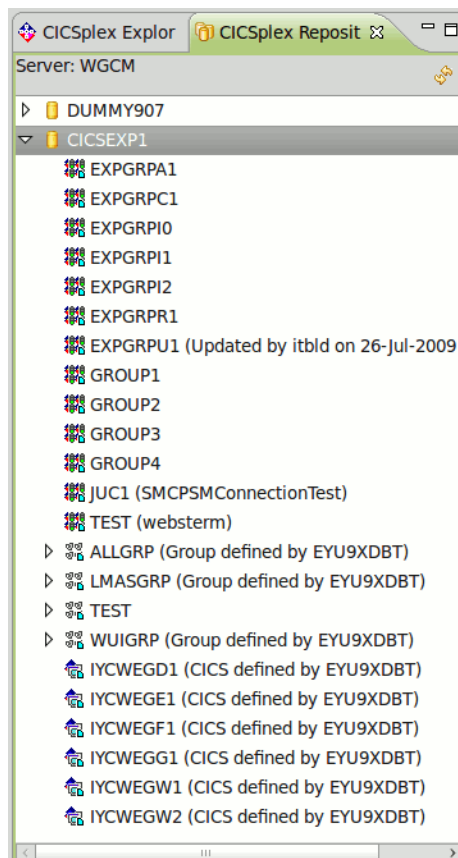 CICSplex Explor CICSplex Reposit
Server: WGCM
DUMMY907
CICSEXP1
EXPGRPA1
EXPGRPC1
EXPGRPI0
EXPGRPI1
EXPGRPI2
EXPGRPR1
EXPGRPU1 (Updated by itbld on 26-Jul-2009
GROUP1
GROUP2
GROUP3
GROUP4
JUC1 (SMCPSMConnectionTest)
TEST (websterm)
ALLGRP (Group defined by EYU9XDBT)
LMASGRP (Group defined by EYU9XDBT)
TEST
WUIGRP (Group defined by EYU9XDBT)
IYCWEGD1 (CICS defined by EYU9XDBT)
IYCWEGE1 (CICS defined by EYU9XDBT)
IYCWEGF1 (CICS defined by EYU9XDBT)
IYCWEGG1 (CICS defined by EYU9XDBT)
IYCWEGW1 (CICS defined by EYU9XDBT)
IYCWEGW2 (CICS defined by EYU9XDBT)